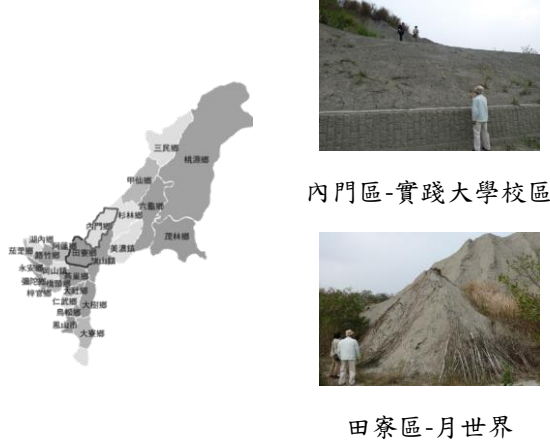 三民鄉
桃源鄉
甲仙鄉
六龜鄉
杉林鄉
內門鄉
茂林鄉
美濃鎮
旗山鎮
田寮鄉
阿蓮鄉
湖內鄉
茄萣鄉
路竹鄉
永安鄉
岡山鎮
彌陀鄉
燕巢鄉
橋頭鄉
梓官鄉
大社鄉
仁武鄉
大樹鄉
鳥松鄉
鳳山市
大寮鄉
內門區-實踐大學校區
田寮區-月世界